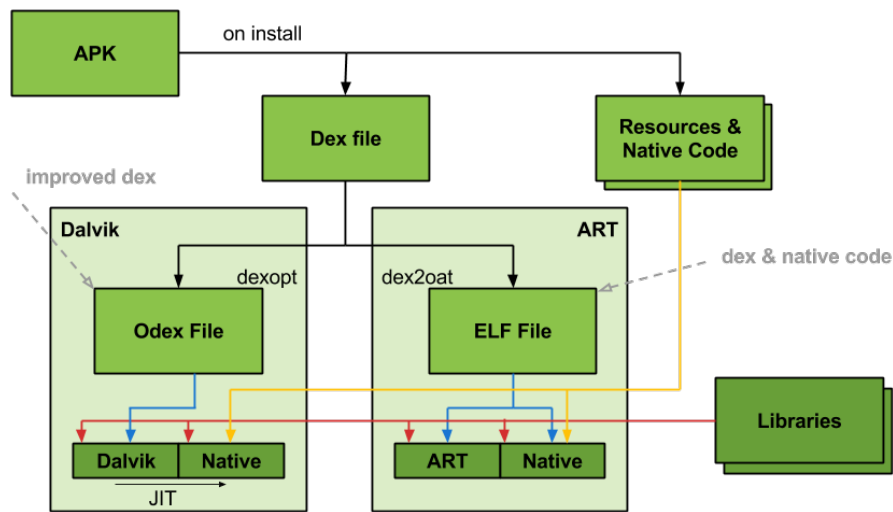 on install
APK
Dex file
Resources &
Native Code
improved dex
Dalvik
ART
dex & native code
dexopt
dex2oat
Odex File
ELF File
Libraries
Dalvik
Native
ART
Native
JIT